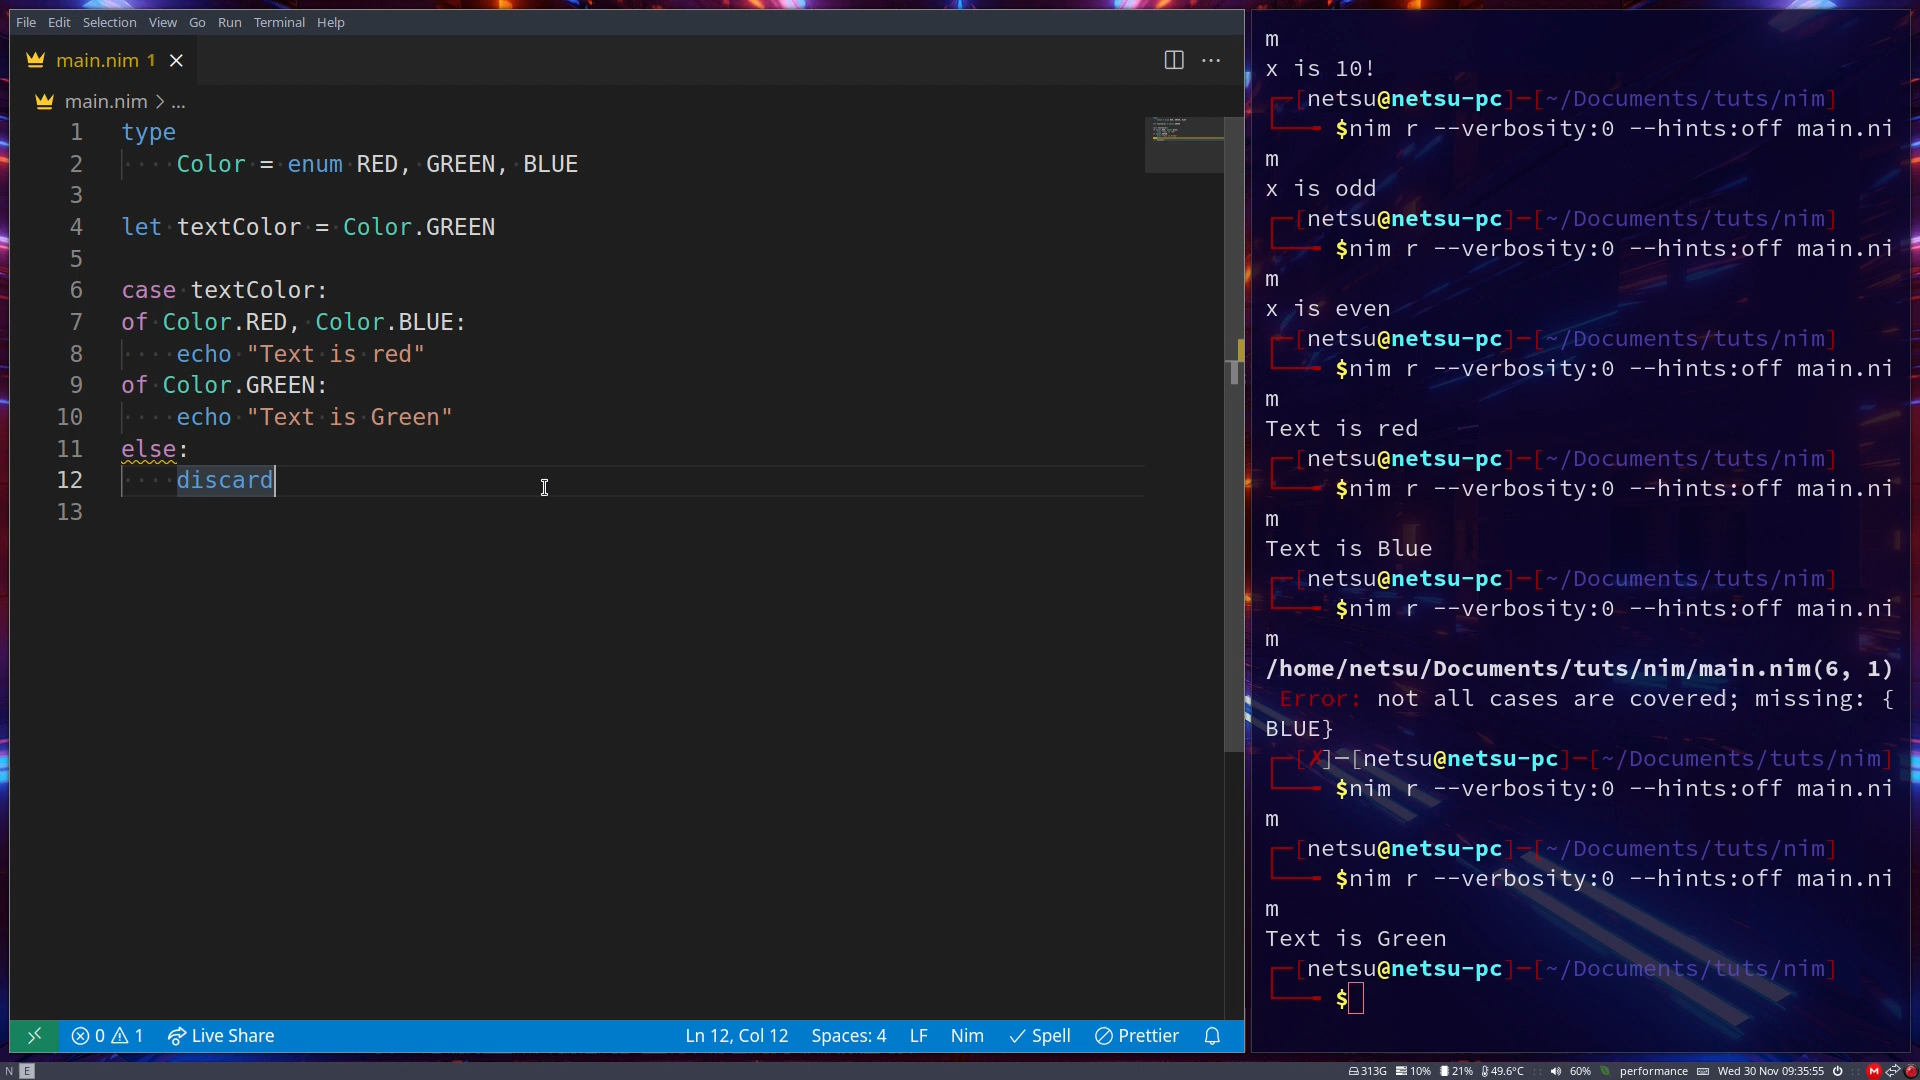 File Edit Selection View Go Run Terminal Help
main.nim 1
main.nim > ...
1 type
2 ····Color·=·enum·RED,·GREEN,·BLUE
3
4 let·textColor·=·Color.GREEN
5
6 case·textColor:
7 of·Color.RED,·Color.BLUE:
8 ····echo·"Text·is·red"
9 of·Color.GREEN:
10 ····echo·"Text·is·Green"
11 else:
12 ····discard
13
0 1 Live Share Ln 12, Col 12 Spaces: 4 LF Nim Spell Prettier
m
x is 10!
[netsu@netsu-pc]─[~/Documents/tuts/nim]
$nim r --verbosity:0 --hints:off main.ni
m
x is odd
[netsu@netsu-pc]─[~/Documents/tuts/nim]
$nim r --verbosity:0 --hints:off main.ni
m
x is even
[netsu@netsu-pc]─[~/Documents/tuts/nim]
$nim r --verbosity:0 --hints:off main.ni
m
Text is red
[netsu@netsu-pc]─[~/Documents/tuts/nim]
$nim r --verbosity:0 --hints:off main.ni
m
Text is Blue
[netsu@netsu-pc]─[~/Documents/tuts/nim]
$nim r --verbosity:0 --hints:off main.ni
m
/home/netsu/Documents/tuts/nim/main.nim(6, 1)
Error: not all cases are covered; missing: {
BLUE}
[✗]─[netsu@netsu-pc]─[~/Documents/tuts/nim]
$nim r --verbosity:0 --hints:off main.ni
m
[netsu@netsu-pc]─[~/Documents/tuts/nim]
$nim r --verbosity:0 --hints:off main.ni
m
Text is Green
[netsu@netsu-pc]─[~/Documents/tuts/nim]
$
N E 313G 10% 21% 49.6°C 60% performance Wed 30 Nov 09:35:55 M